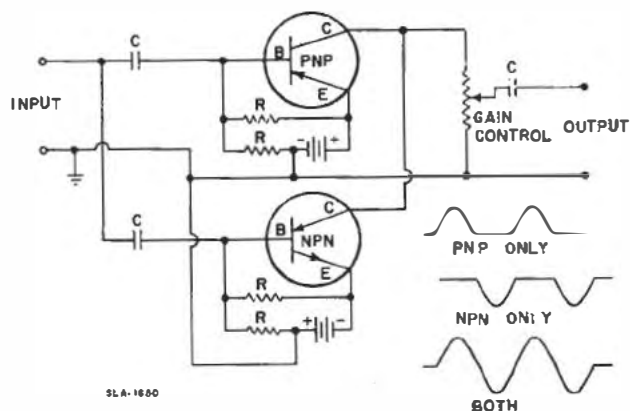 C
C
B
PNP
E
R
R
- +
INPUT
C
GAIN
CONTROL
OUTPUT
C
C
B
NPN
E
R
R
+ -
PNP ONLY
NPN ONLY
BOTH
SLA-1680